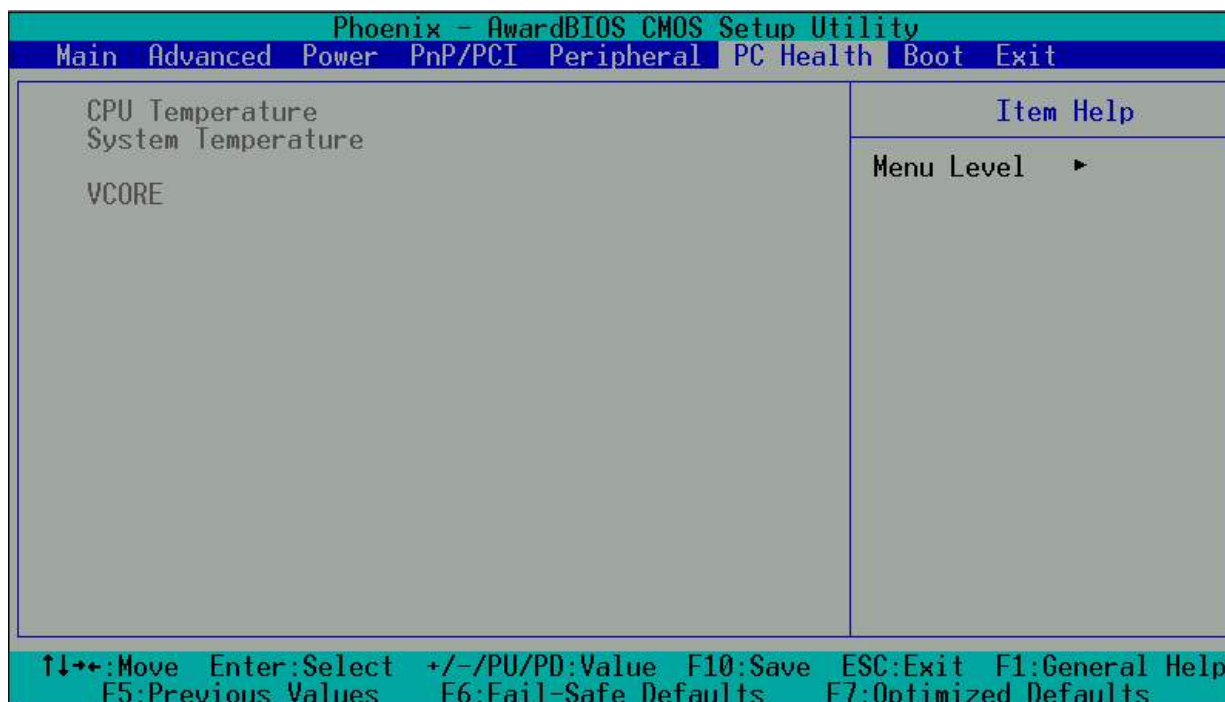 Phoenix - AwardBIOS CMOS Setup Utility
Main Advanced Power PnP/PCI Peripheral PC Health Boot Exit
CPU Temperature
System Temperature
VCORE
Item Help
Menu Level ►
↑↓→←:Move Enter:Select +/-/PU/PD:Value F10:Save ESC:Exit F1:General Help
F5:Previous Values F6:Fail-Safe Defaults F7:Optimized Defaults